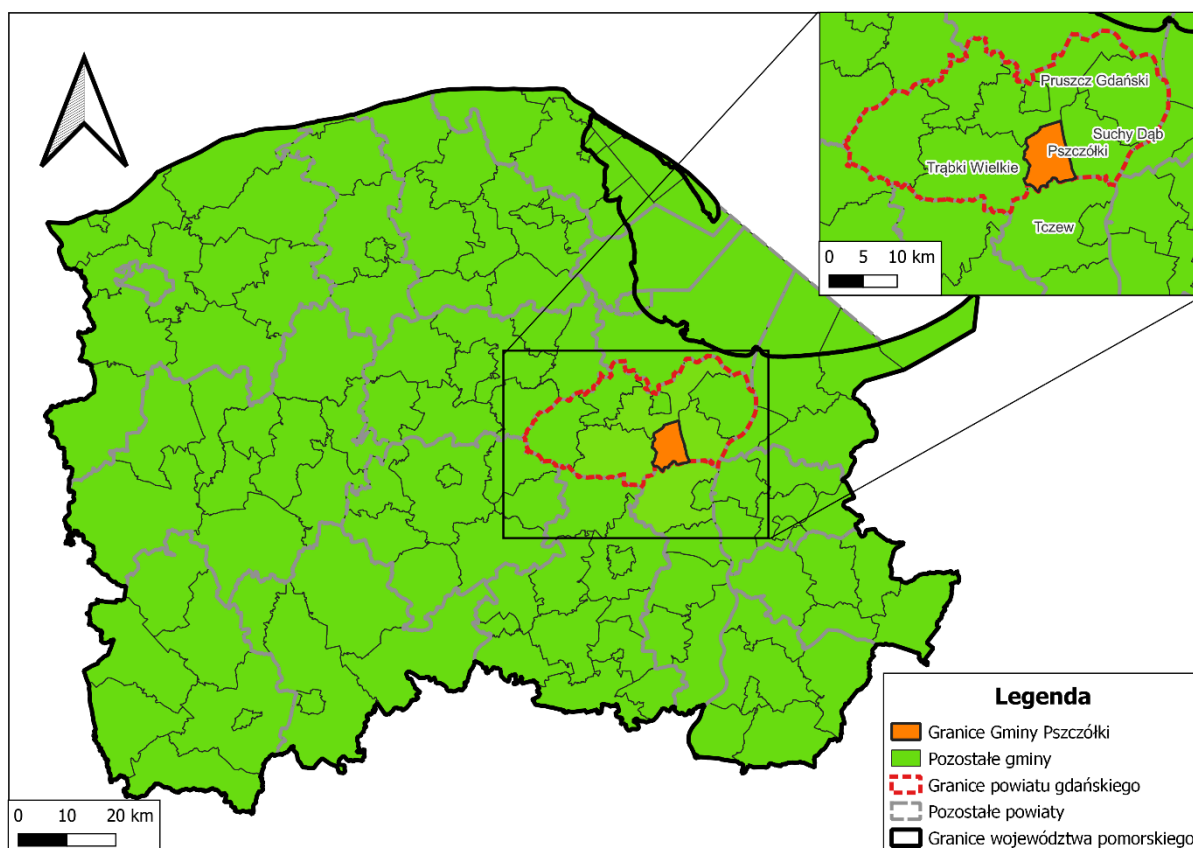 Pruszcz Gdański
Suchy Dąb
Pszczółki
Trąbki Wielkie
Tczew
0 5 10 km
Legenda
Granice Gminy Pszczółki
Pozostałe gminy
Granice powiatu gdańskiego
Pozostałe powiaty
Granice województwa pomorskiego
0 10 20 km